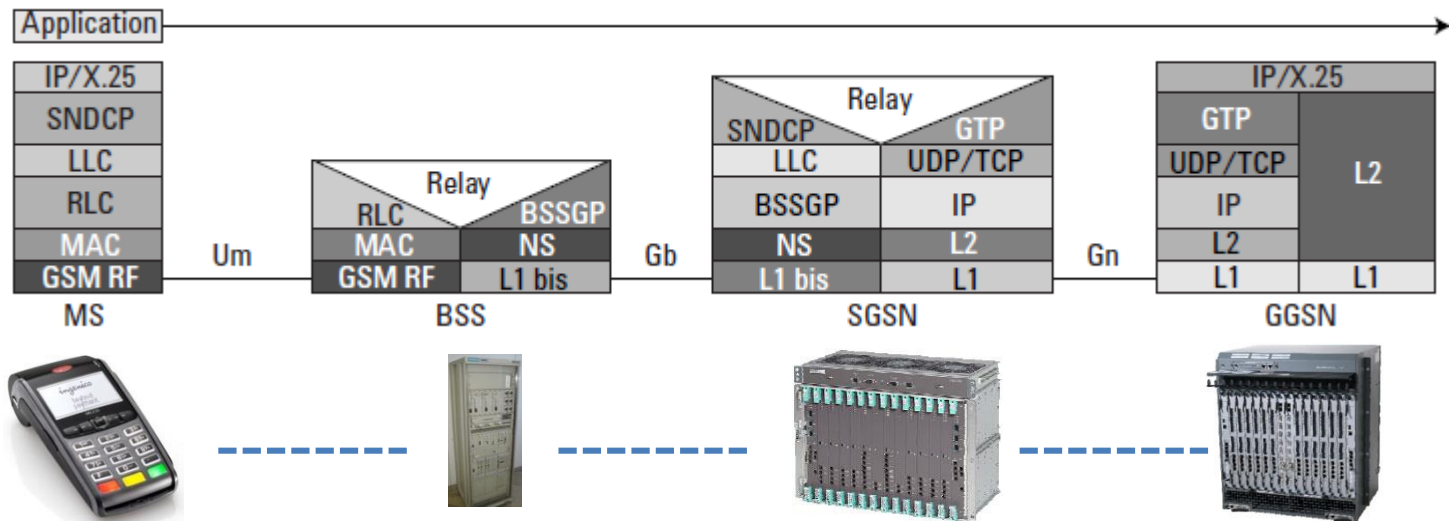 Application
IP/X.25
SNDCP
LLC
RLC
MAC
GSM RF
MS
Um
Relay
RLC BSSGP
MAC NS
GSM RF L1 bis
BSS
Gb
Relay
SNDCP GTP
LLC UDP/TCP
BSSGP IP
NS L2
L1 bis L1
SGSN
Gn
IP/X.25
GTP
UDP/TCP
IP
L2
L1
L2
L1
GGSN
ingenico